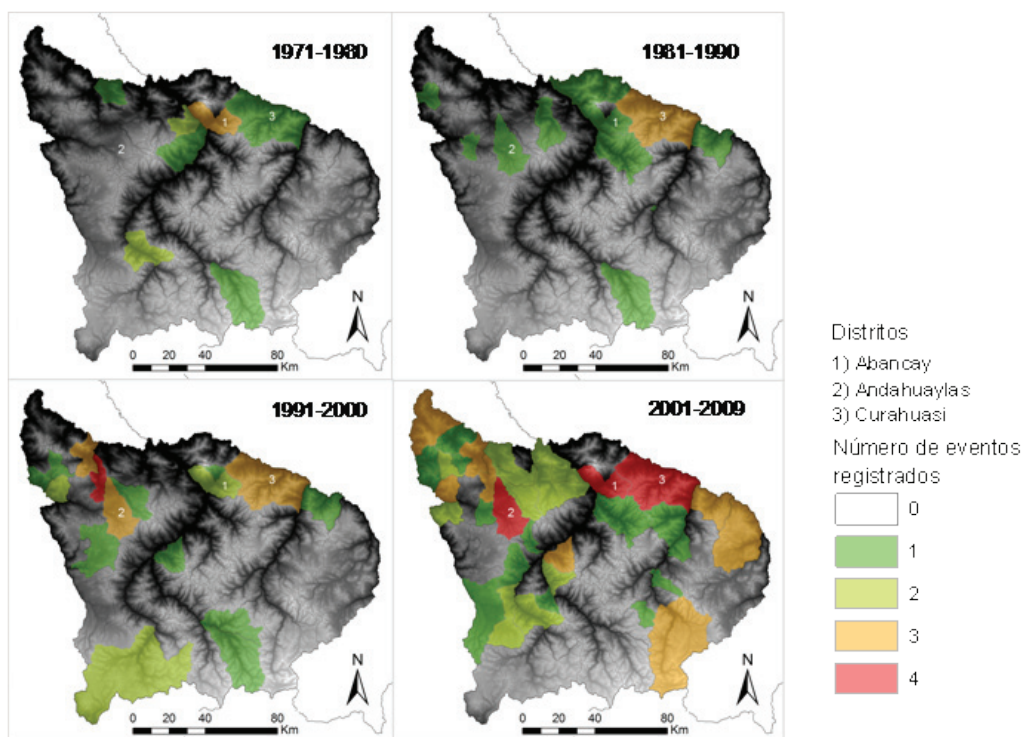 1971-1980
1
3
2
N
0 20 40 80
Km
1981-1990
3
1
2
N
0 20 40 80
Km
1991-2000
1
3
2
N
0 20 40 80
Km
2001-2009
1
3
2
N
0 20 40 80
Km
Distritos
1) Abancay
2) Andahuaylas
3) Curahuasi
Número de eventos
registrados
0
1
2
3
4